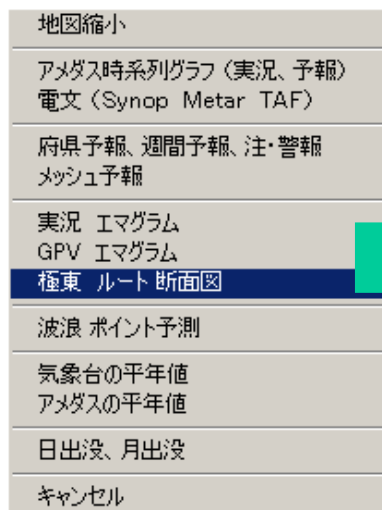 地図縮小
アメダス時系列グラフ（実況、予報）
電文（Synop Metar TAF）
府県予報、週間予報、注・警報
メッシュ予報
実況 エマグラム
GPV エマグラム
極東 ルート断面図
波浪 ポイント予測
気象台の平年値
アメダスの平年値
日出没、月出没
キャンセル